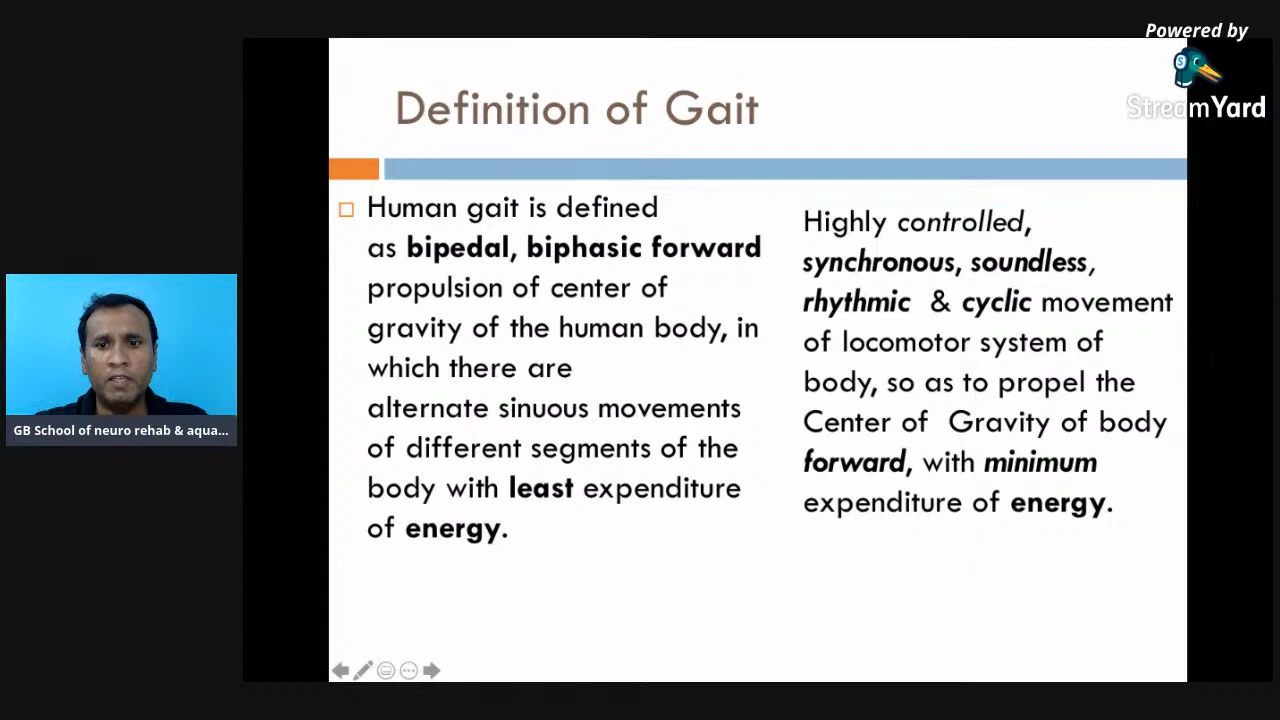 Powered by
StreamYard
Definition of Gait
Human gait is defined
as bipedal, biphasic forward
propulsion of center of
gravity of the human body, in
which there are
alternate sinuous movements
of different segments of the
body with least expenditure
of energy.
Highly controlled,
synchronous, soundless,
rhythmic & cyclic movement
of locomotor system of
body, so as to propel the
Center of Gravity of body
forward, with minimum
expenditure of energy.
GB School of neuro rehab & aqua...